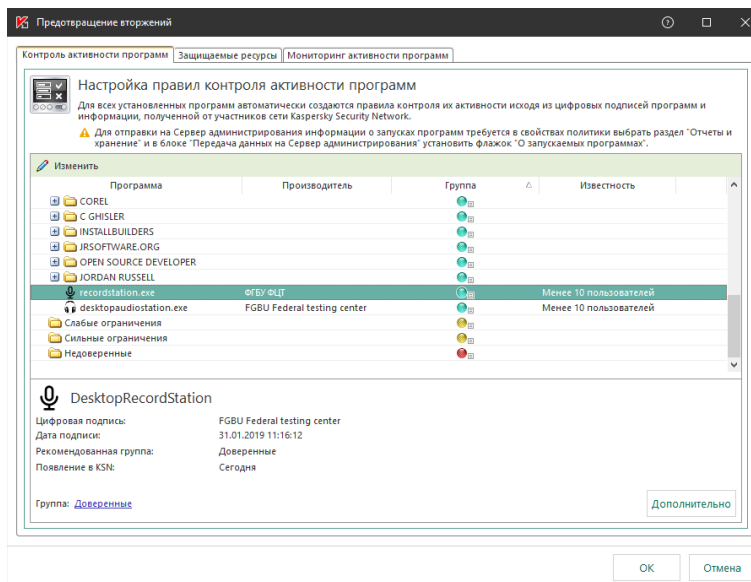 Предотвращение вторжений
Контроль активности программ Защищаемые ресурсы Мониторинг активности программ
Настройка правил контроля активности программ
Для всех установленных программ автоматически создаются правила контроля их активности исходя из цифровых подписей программ и
информации, полученной от участников сети Kaspersky Security Network.
Для отправки на Сервер администрирования информации о запусках программ требуется в свойствах политики выбрать раздел "Отчеты и
хранение" и в блоке "Передача данных на Сервер администрирования" установить флажок "О запускаемых программах".
Изменить
Программа Производитель Группа Известность
COREL
C GHISLER
INSTALLBUILDERS
JRSOFTWARE.ORG
OPEN SOURCE DEVELOPER
JORDAN RUSSELL
recordstation.exe ФГБУ ФЦТ Менее 10 пользователей
desktopaudiostation.exe FGBU Federal testing center Менее 10 пользователей
Слабые ограничения
Сильные ограничения
Недоверенные
DesktopRecordStation
Цифровая подпись: FGBU Federal testing center
Дата подписи: 31.01.2019 11:16:12
Рекомендованная группа: Доверенные
Появление в KSN: Сегодня
Группа: Доверенные
Дополнительно
ОК Отмена